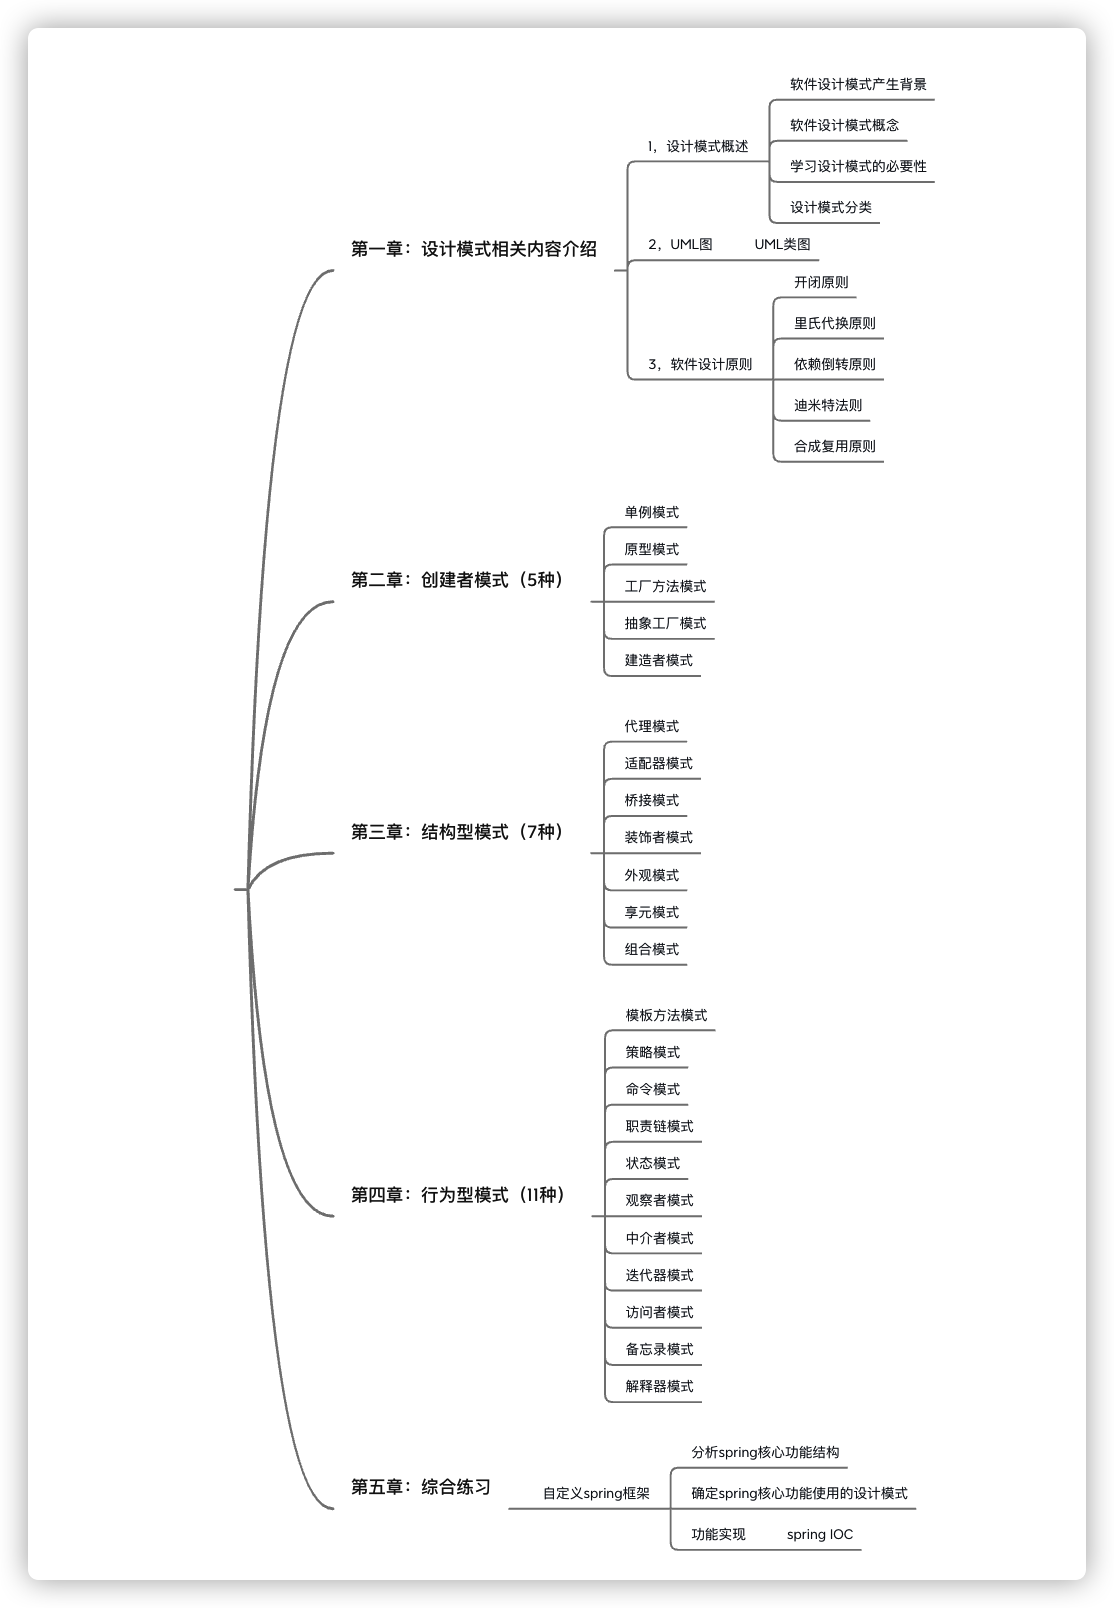 第一章：设计模式相关内容介绍
1，设计模式概述
软件设计模式产生背景
软件设计模式概念
学习设计模式的必要性
设计模式分类
2，UML图
UML类图
3，软件设计原则
开闭原则
里氏代换原则
依赖倒转原则
迪米特法则
合成复用原则
第二章：创建者模式（5种）
单例模式
原型模式
工厂方法模式
抽象工厂模式
建造者模式
第三章：结构型模式（7种）
代理模式
适配器模式
桥接模式
装饰者模式
外观模式
享元模式
组合模式
第四章：行为型模式（11种）
模板方法模式
策略模式
命令模式
职责链模式
状态模式
观察者模式
中介者模式
迭代器模式
访问者模式
备忘录模式
解释器模式
第五章：综合练习
自定义spring框架
分析spring核心功能结构
确定spring核心功能使用的设计模式
功能实现
spring IOC